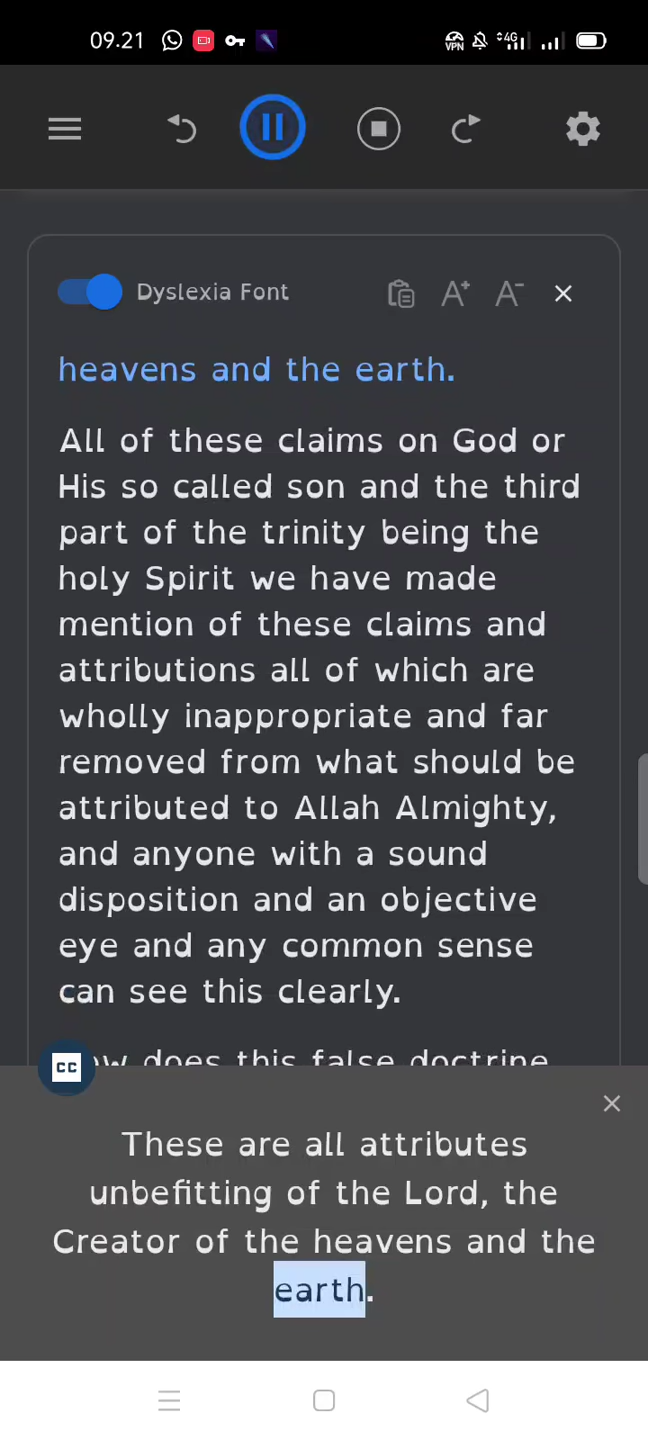 09.21
VPN 4G
Dyslexia Font
A+ A-
heavens and the earth.
All of these claims on God or
His so called son and the third
part of the trinity being the
holy Spirit we have made
mention of these claims and
attributions all of which are
wholly inappropriate and far
removed from what should be
attributed to Allah Almighty,
and anyone with a sound
disposition and an objective
eye and any common sense
can see this clearly.
does this false doctrine
CC
These are all attributes
unbefitting of the Lord, the
Creator of the heavens and the
earth.